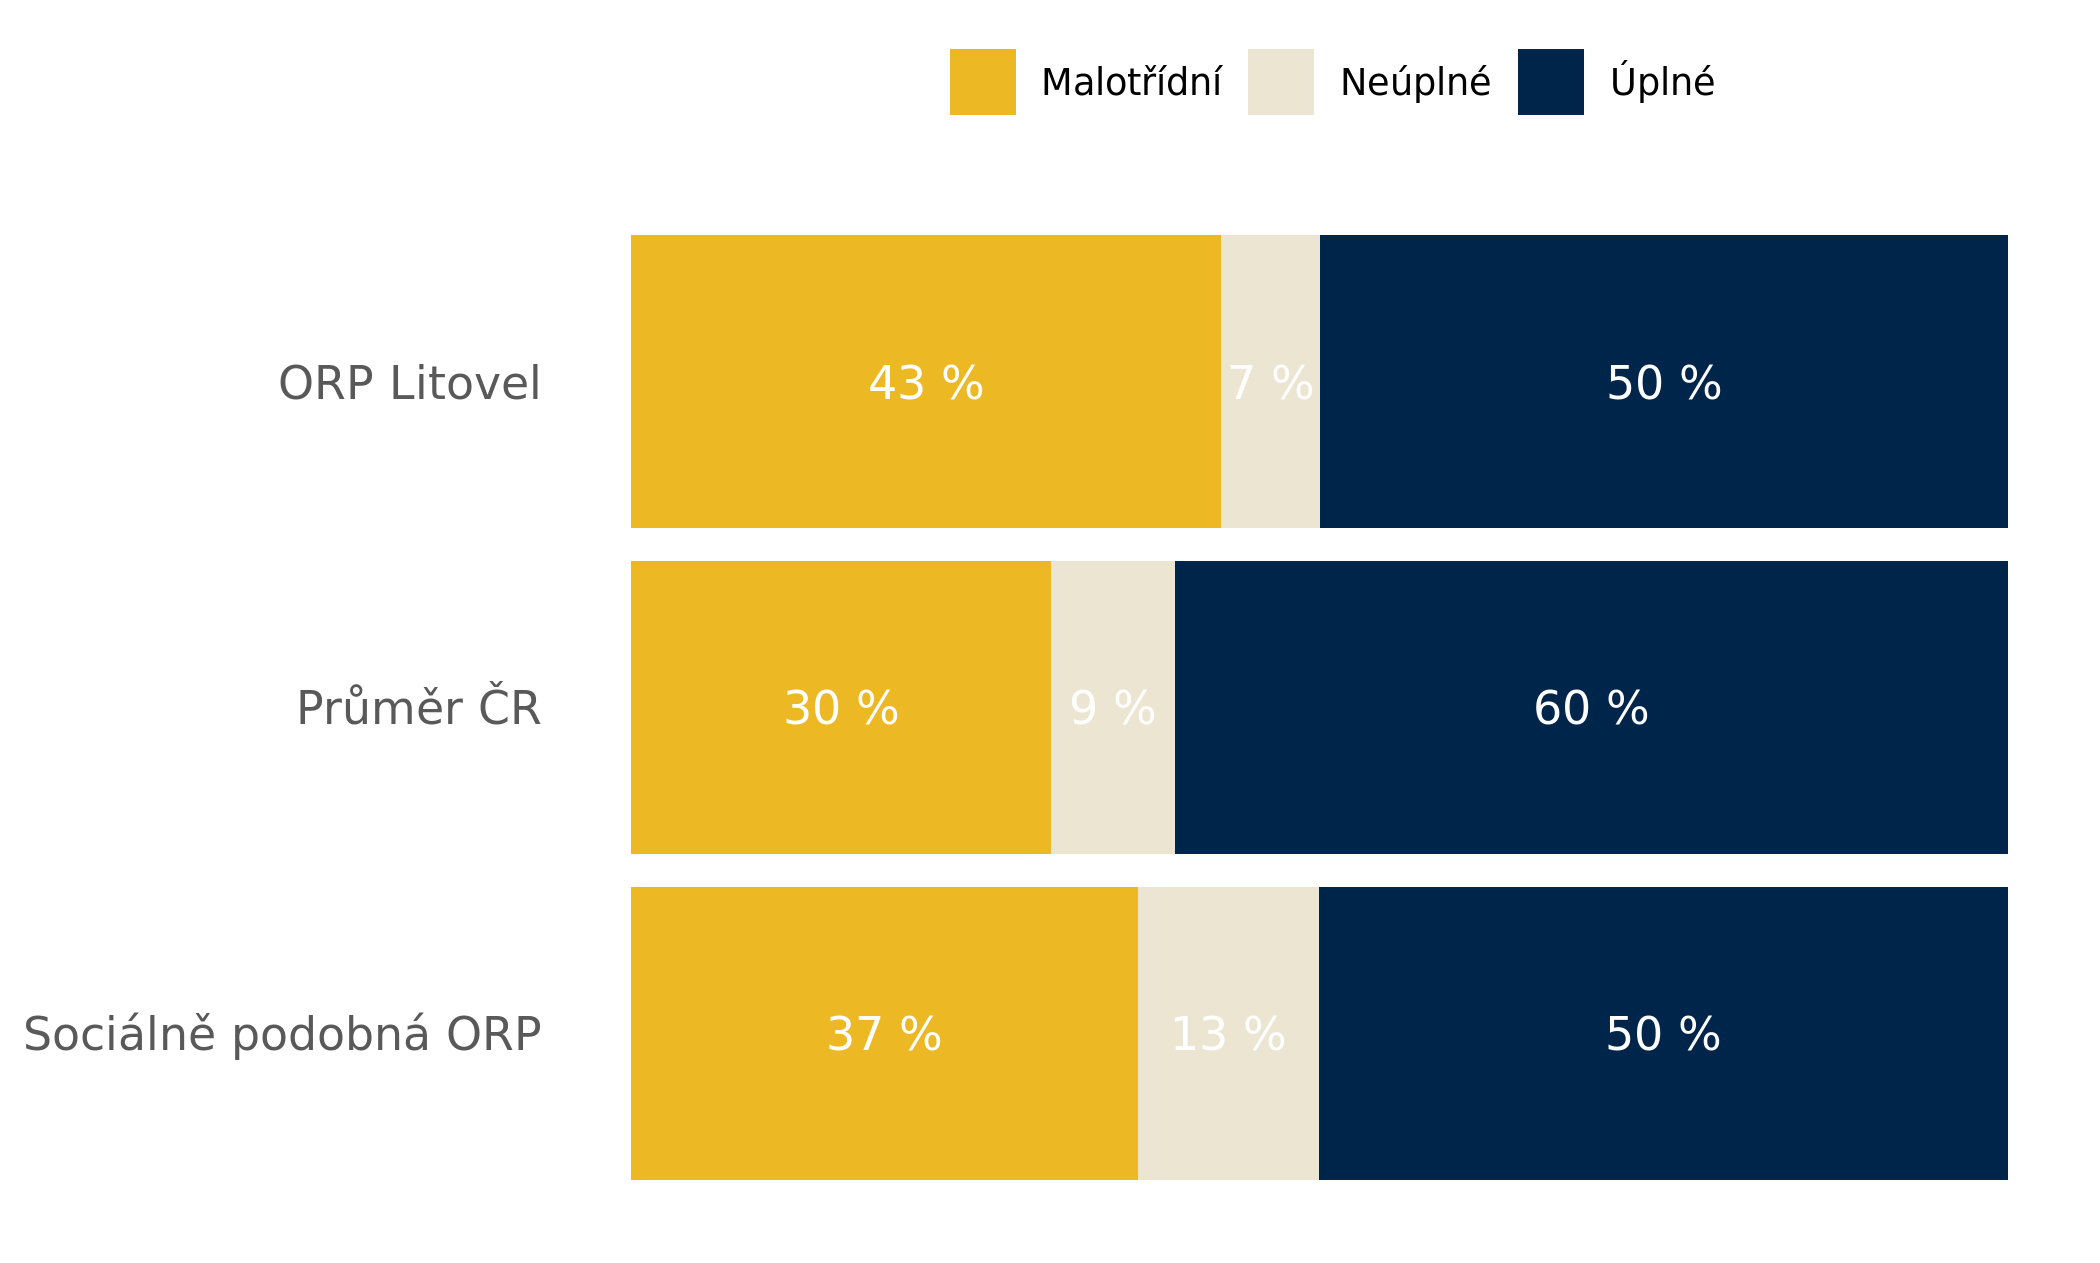 Malotřídní Neúplné Úplné
ORP Litovel 43 % 7 % 50 %
Průměr ČR 30 % 9 % 60 %
Sociálně podobná ORP 37 % 13 % 50 %